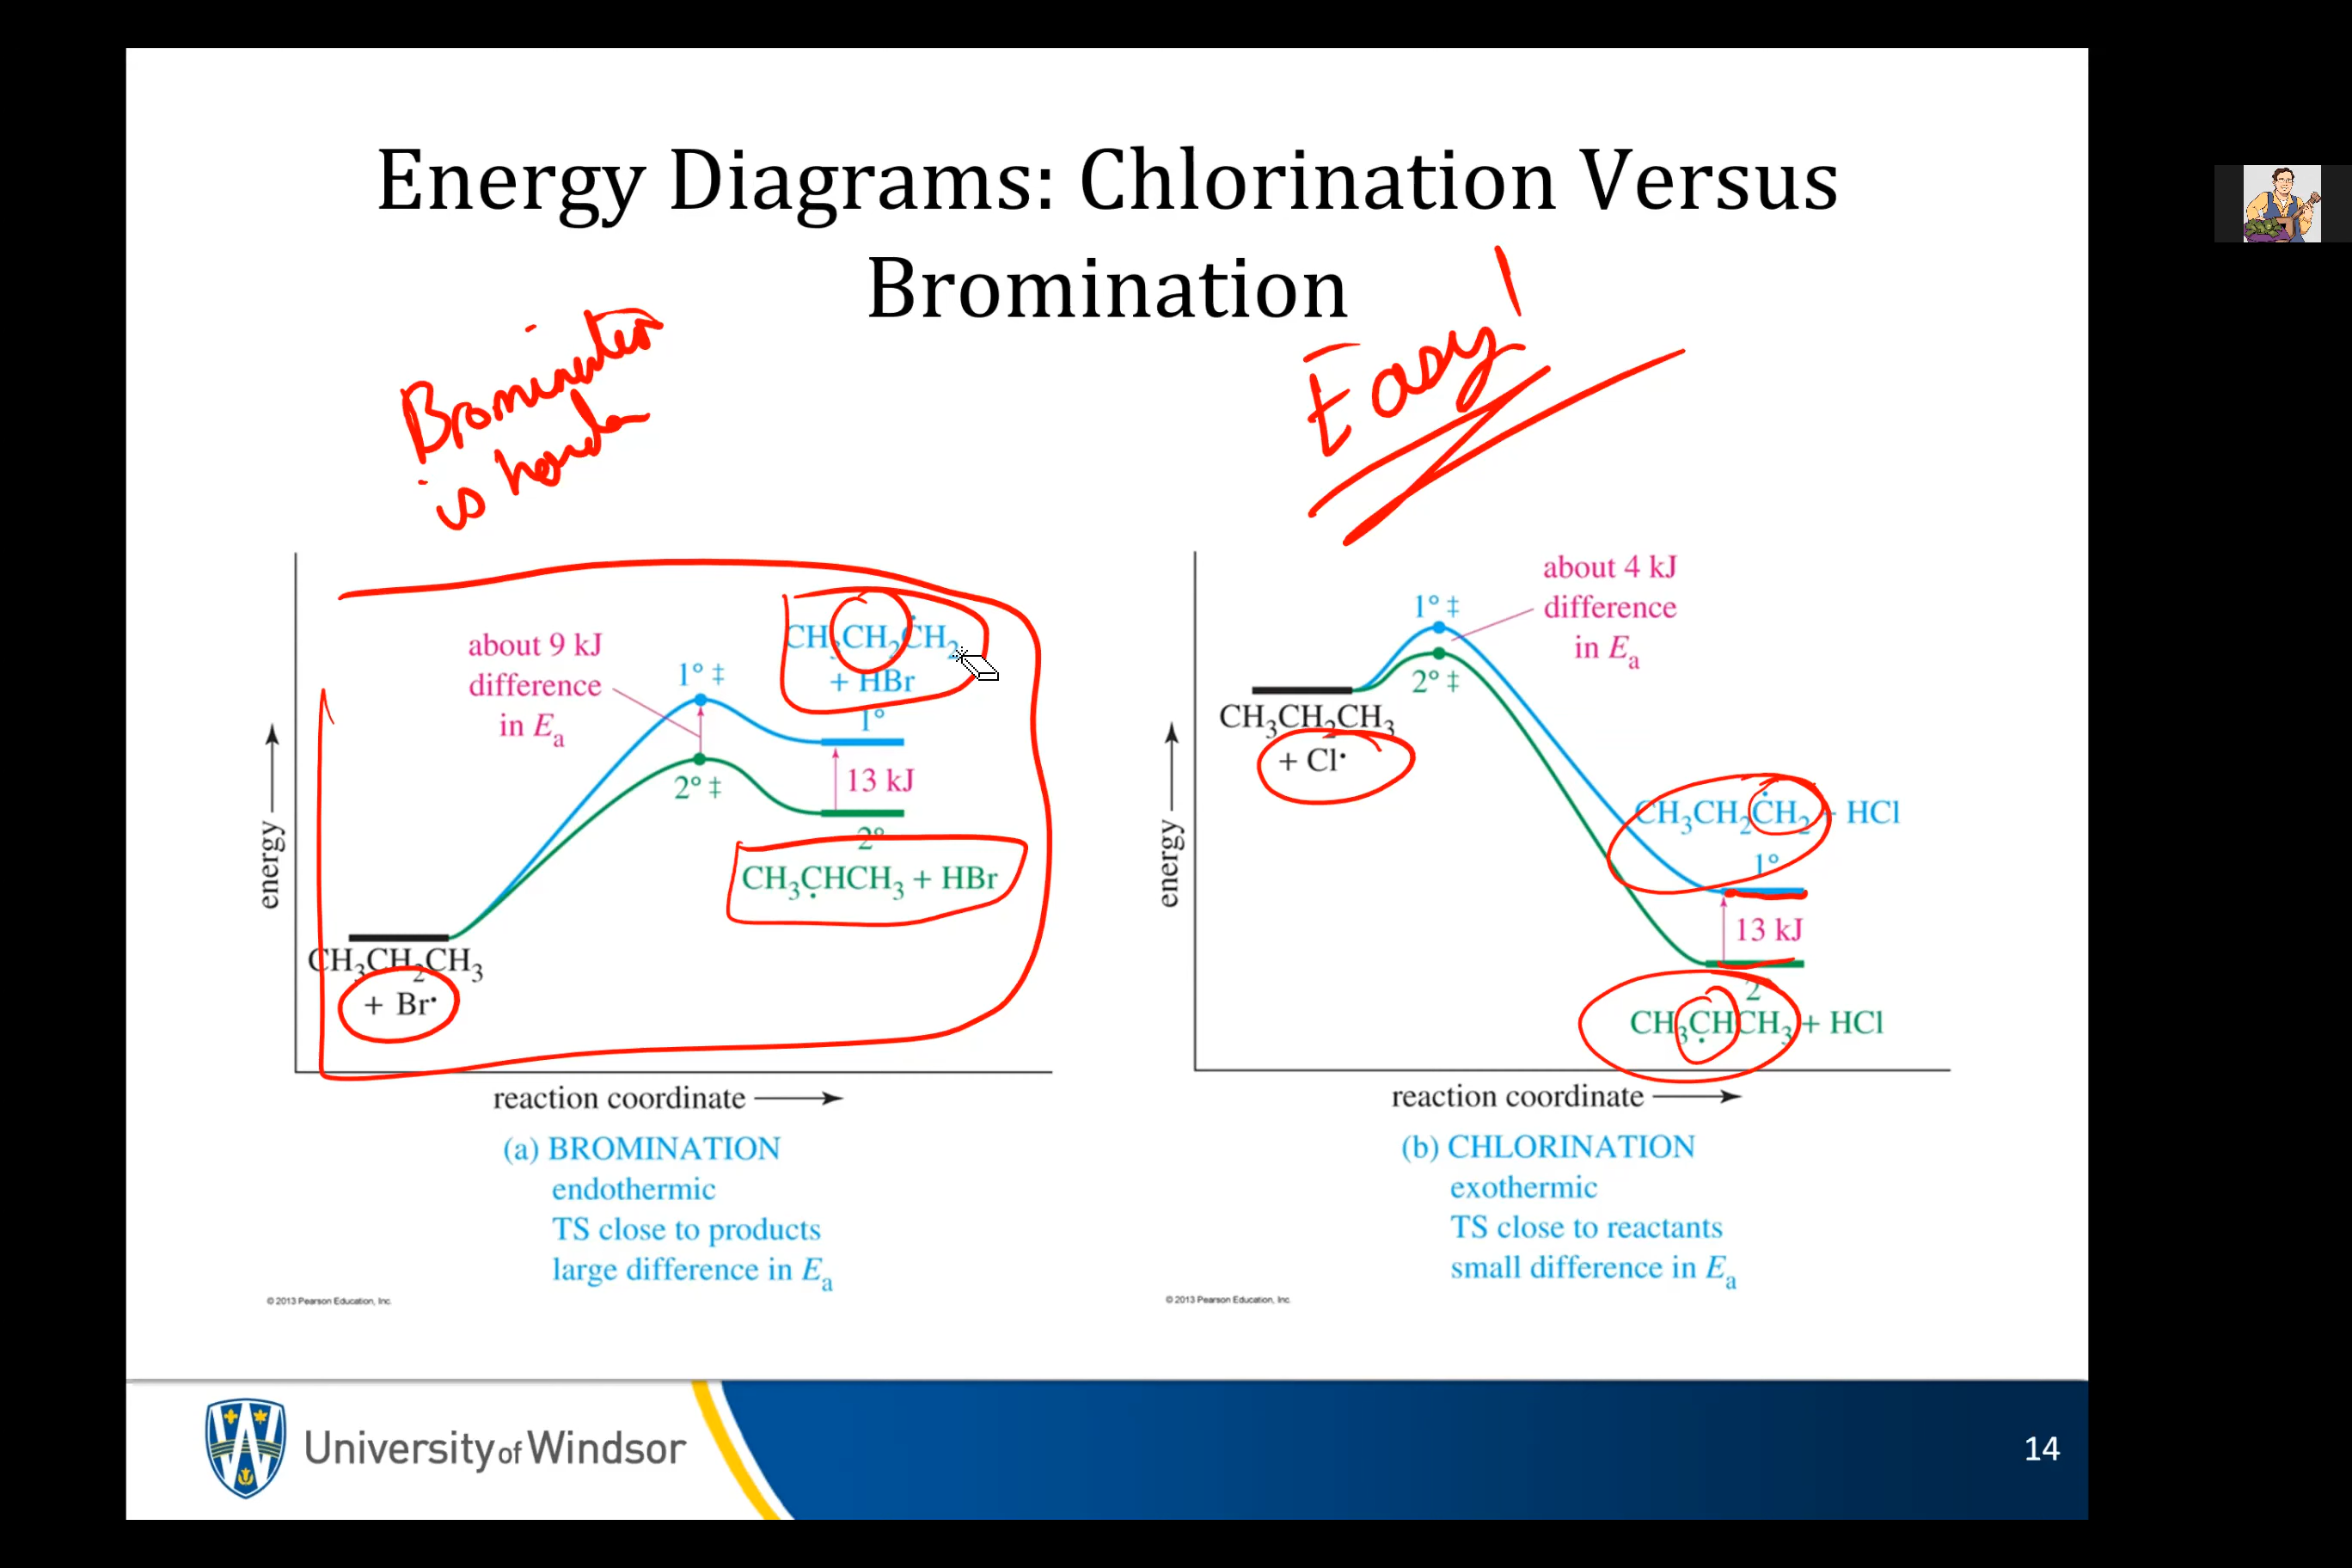 Energy Diagrams: Chlorination Versus
Bromination
Bromination
is harder
Easy!
about 9 kJ
difference
in Eₐ
1° ‡
2° ‡
CH₃CH₂ĊH₂
+ HBr
1°
13 kJ
2°
CH₃ĊHCH₃ + HBr
CH₃CH₂CH₃
+ Br•
energy
reaction coordinate
(a) BROMINATION
endothermic
TS close to products
large difference in Eₐ
© 2013 Pearson Education, Inc.
about 4 kJ
difference
in Eₐ
1° ‡
2° ‡
CH₃CH₂CH₃
+ Cl•
CH₃CH₂ĊH₂ + HCl
1°
13 kJ
2°
CH₃ĊHCH₃ + HCl
energy
reaction coordinate
(b) CHLORINATION
exothermic
TS close to reactants
small difference in Eₐ
© 2013 Pearson Education, Inc.
University of Windsor
14